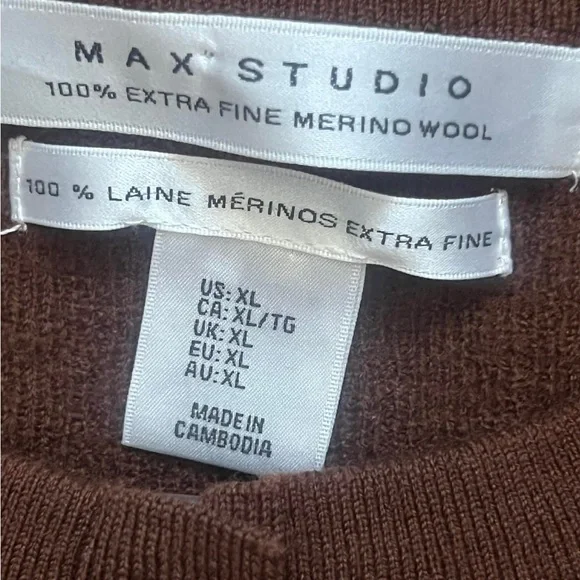 MAX STUDIO
100% EXTRA FINE MERINO WOOL
100 % LAINE MÉRINOS EXTRA FINE
US: XL
CA: XL/TG
UK: XL
EU: XL
AU: XL
MADE IN
CAMBODIA